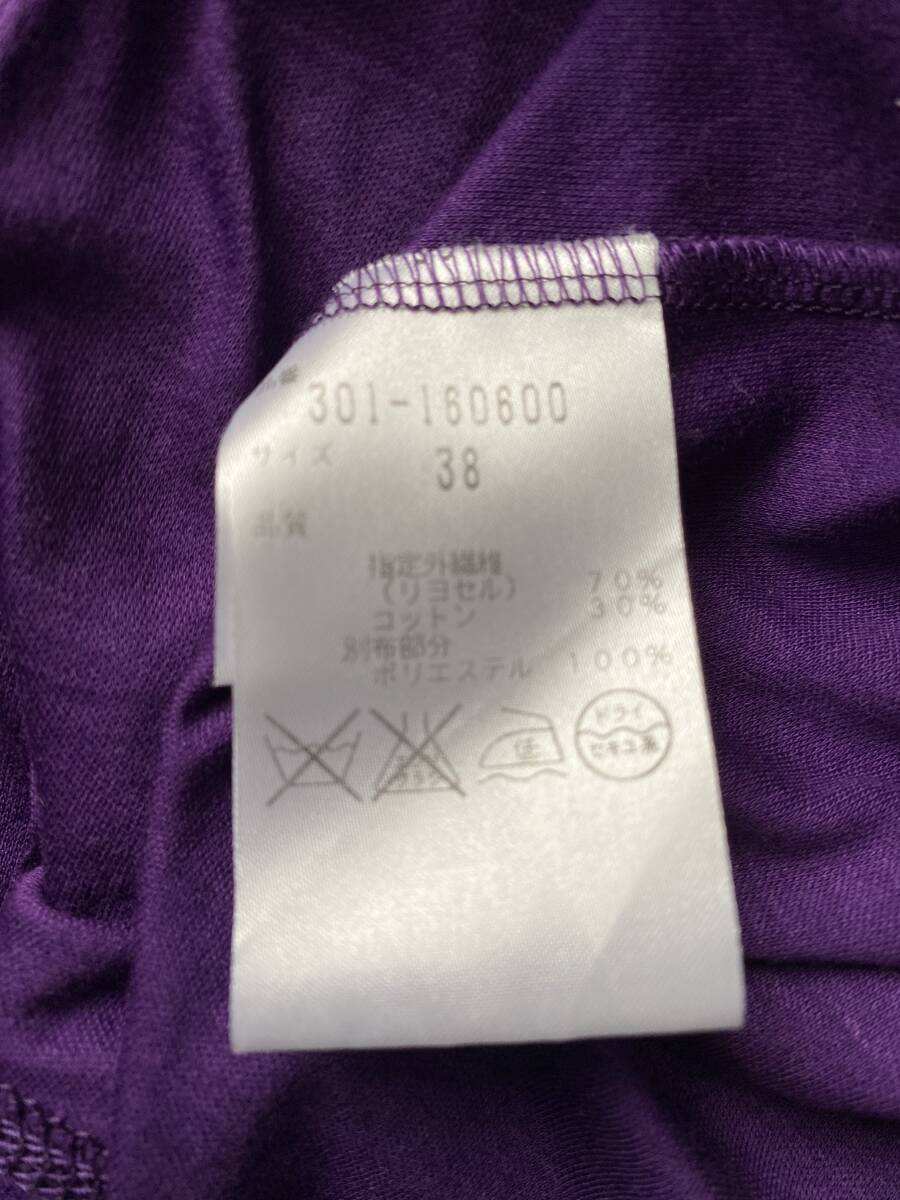 品番
301-160600
サイズ 38
品質
指定外繊維
(リヨセル) 70%
コットン 30%
別布部分
ポリエステル 100%
低
ドライ
セキユ系